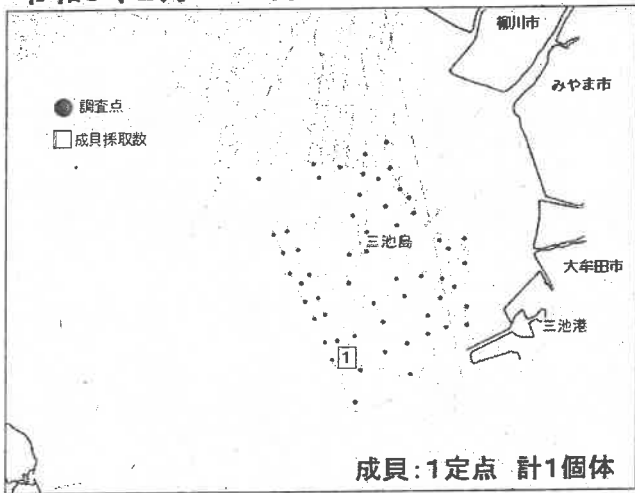 柳川市
みやま市
調査点
成貝採取数
三池島
大牟田市
三池港
1
成貝:1定点 計1個体